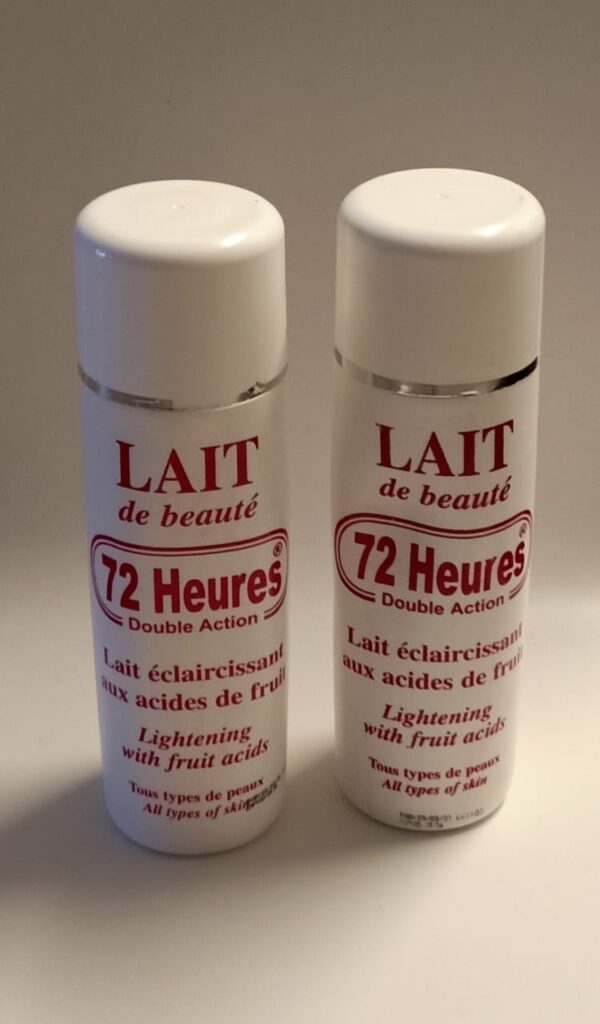 LAIT
de beauté
72 Heures®
Double Action
Lait éclaircissant
aux acides de fruit
Lightening
with fruit acids
Tous types de peaux
All types of skin
LAIT
de beauté
72 Heures®
Double Action
Lait éclaircissant
aux acides de fruit
Lightening
with fruit acids
Tous types de peaux
All types of skin